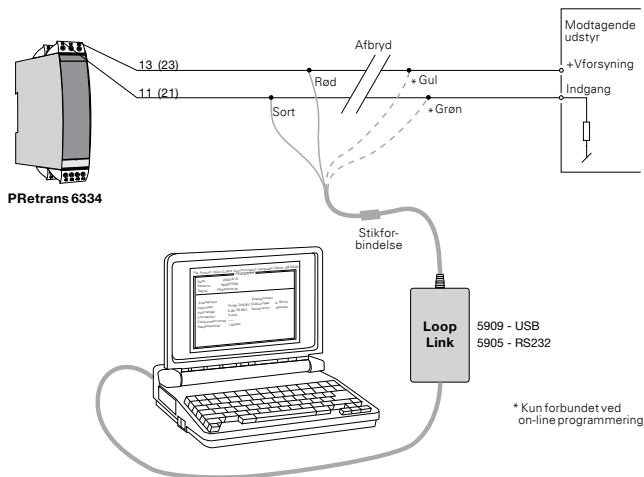 Modtagende
udstyr
Afbryd
13 (23)
+Vforsyning
Rød
* Gul
Indgang
11 (21)
Sort
* Grøn
PRetrans 6334
Stikfor-
bindelse
Loop
Link
5909 - USB
5905 - RS232
* Kun forbundet ved
on-line programmering